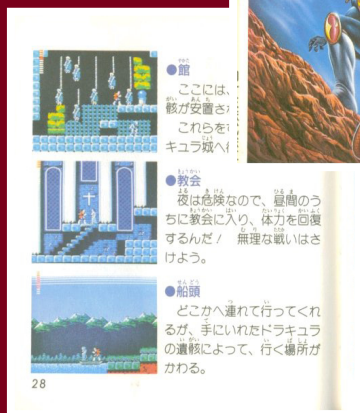 ●館
ここには、
骸が安置さ
これらを
キュラ城へ
●教会
夜は危険なので、昼間のう
ちに教会に入り、体力を回復
するんだ！　無理な戦いはさ
けよう。
●船頭
どこかへ連れて行ってくれ
るが、手にいれたドラキュラ
の遺骸によって、行く場所が
かわる。
28